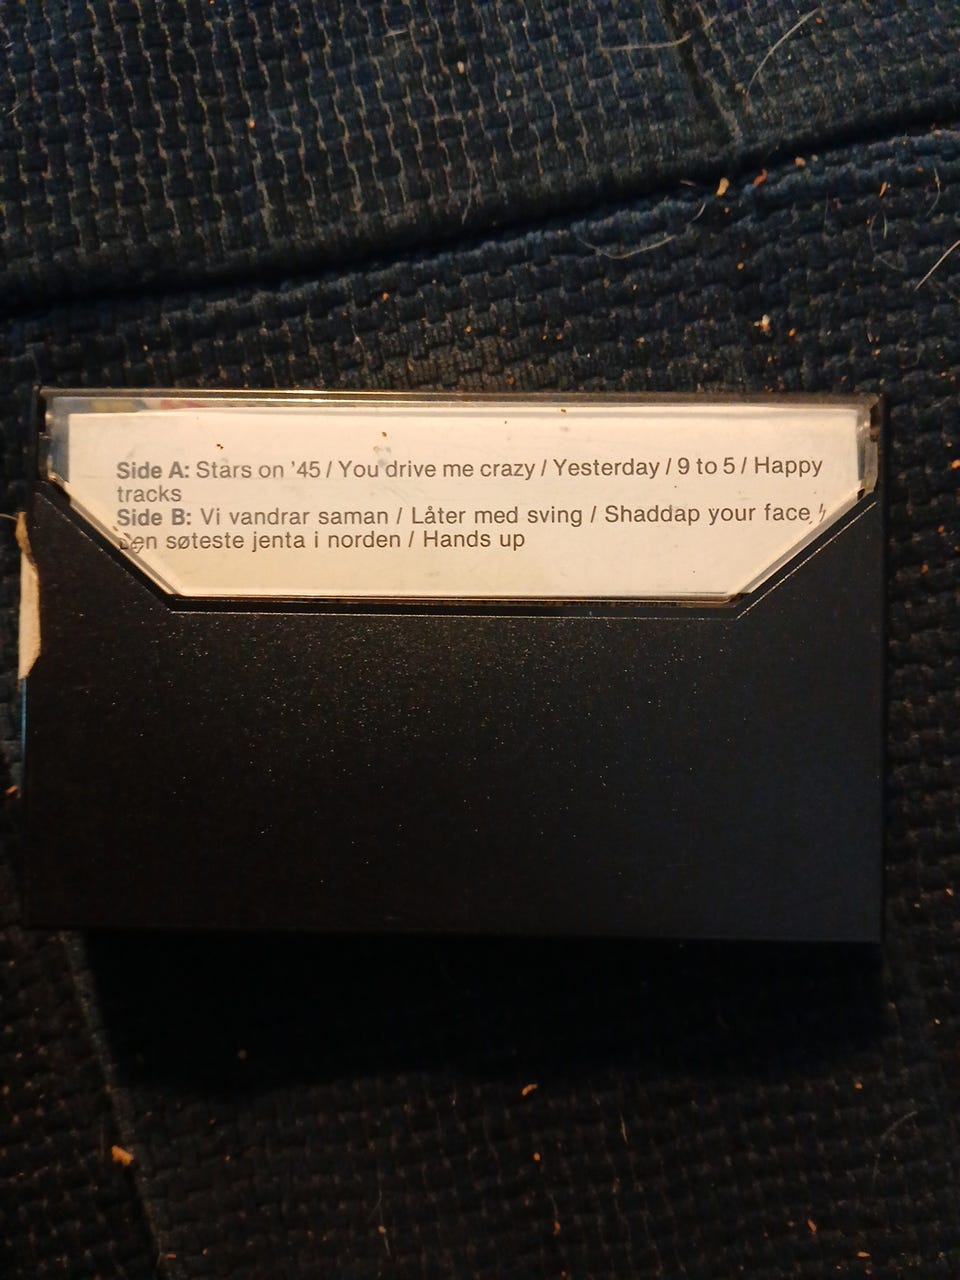 Side A: Stars on '45 / You drive me crazy / Yesterday / 9 to 5 / Happy
tracks
Side B: Vi vandrar saman / Låter med sving / Shaddap your face /
Den søteste jenta i norden / Hands up